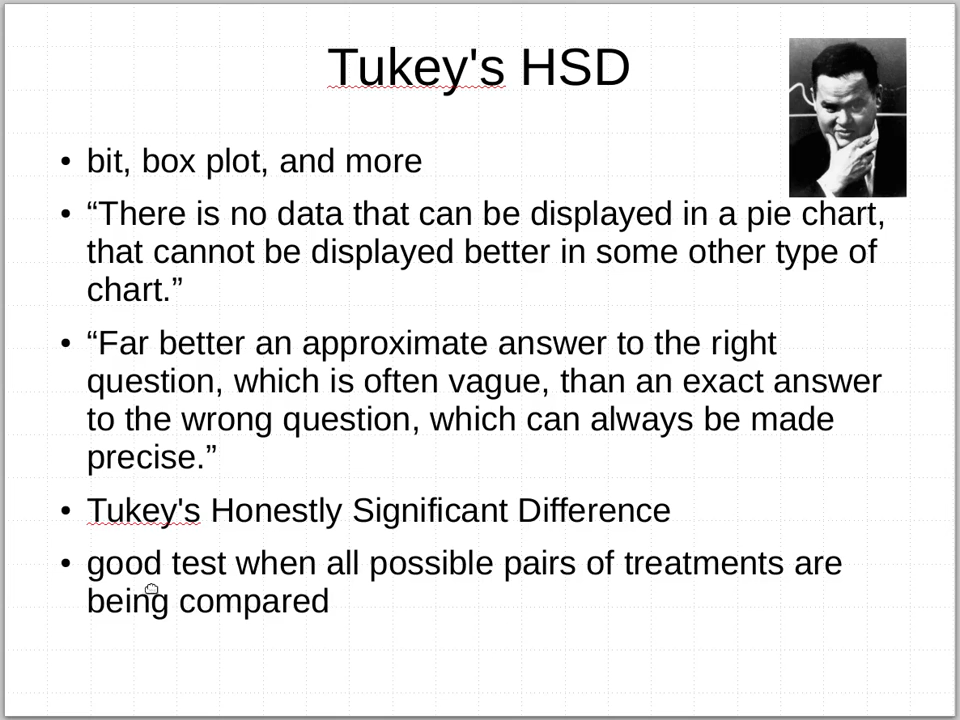 Tukey's HSD
• bit, box plot, and more
• “There is no data that can be displayed in a pie chart,
that cannot be displayed better in some other type of
chart.”
• “Far better an approximate answer to the right
question, which is often vague, than an exact answer
to the wrong question, which can always be made
precise.”
• Tukey's Honestly Significant Difference
• good test when all possible pairs of treatments are
being compared